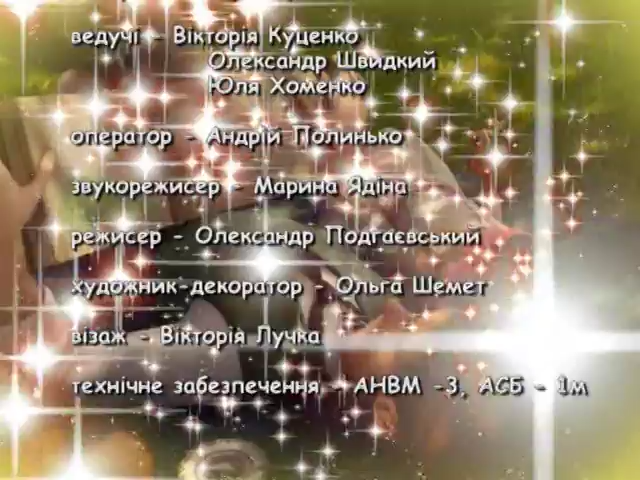 ведучі - Вікторія Куценко
Олександр Швидкий
Юля Хоменко
оператор - Андрій Полинько
звукорежисер - Марина Ядіна
режисер - Олександр Подгаєвський
художник-декоратор - Ольга Шемет
візаж - Вікторія Лучка
технічне забезпечення - АНВМ -3, АСБ - 1м